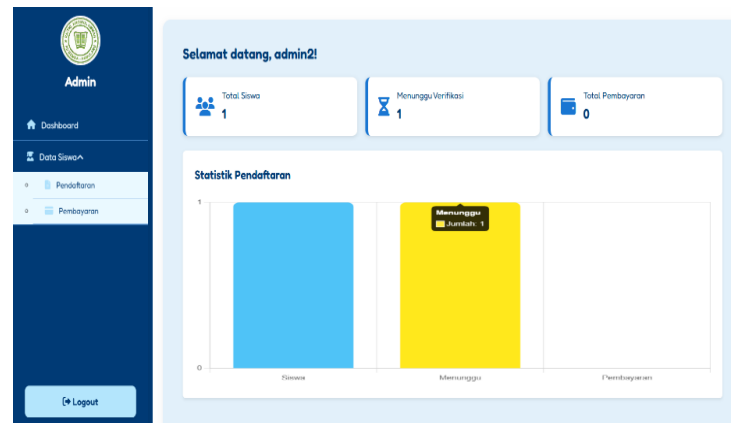 Admin
Dashboard
Data Siswa
Pendaftaran
Pembayaran
Logout
Selamat datang, admin2!
Total Siswa
1
Menunggu Verifikasi
1
Total Pembayaran
0
Statistik Pendaftaran
1
0
Menunggu
Jumlah: 1
Siswa
Menunggu
Pembayaran